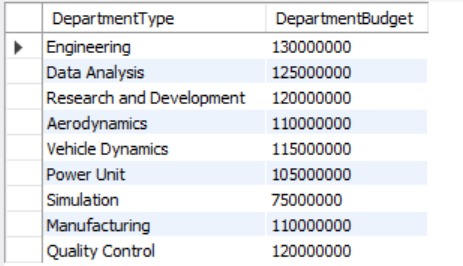 DepartmentType DepartmentBudget
Engineering 130000000
Data Analysis 125000000
Research and Development 120000000
Aerodynamics 110000000
Vehicle Dynamics 115000000
Power Unit 105000000
Simulation 75000000
Manufacturing 110000000
Quality Control 120000000